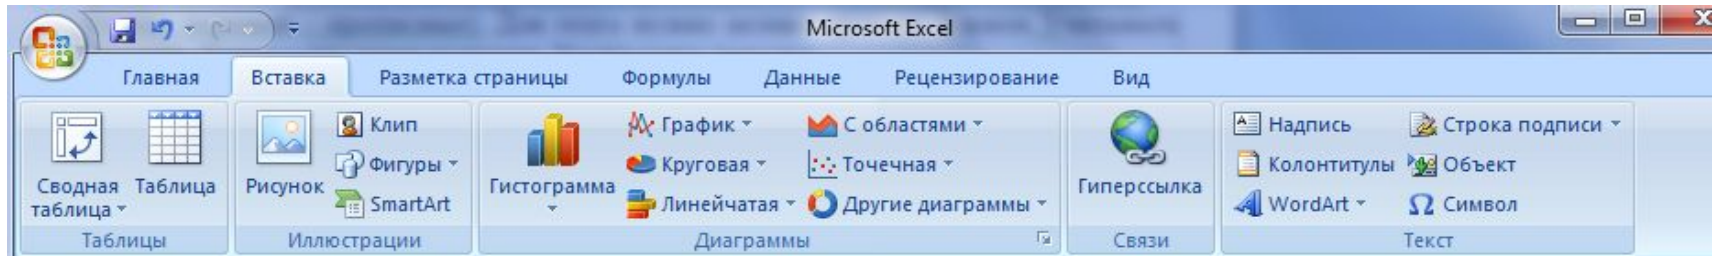 Microsoft Excel
Главная Вставка Разметка страницы Формулы Данные Рецензирование Вид
Сводная таблица
Таблица
Таблицы
Рисунок
Клип
Фигуры
SmartArt
Иллюстрации
Гистограмма
График
Круговая
Линейчатая
С областями
Точечная
Другие диаграммы
Диаграммы
Гиперссылка
Связи
Надпись
Колонтитулы
WordArt
Строка подписи
Объект
Символ
Текст